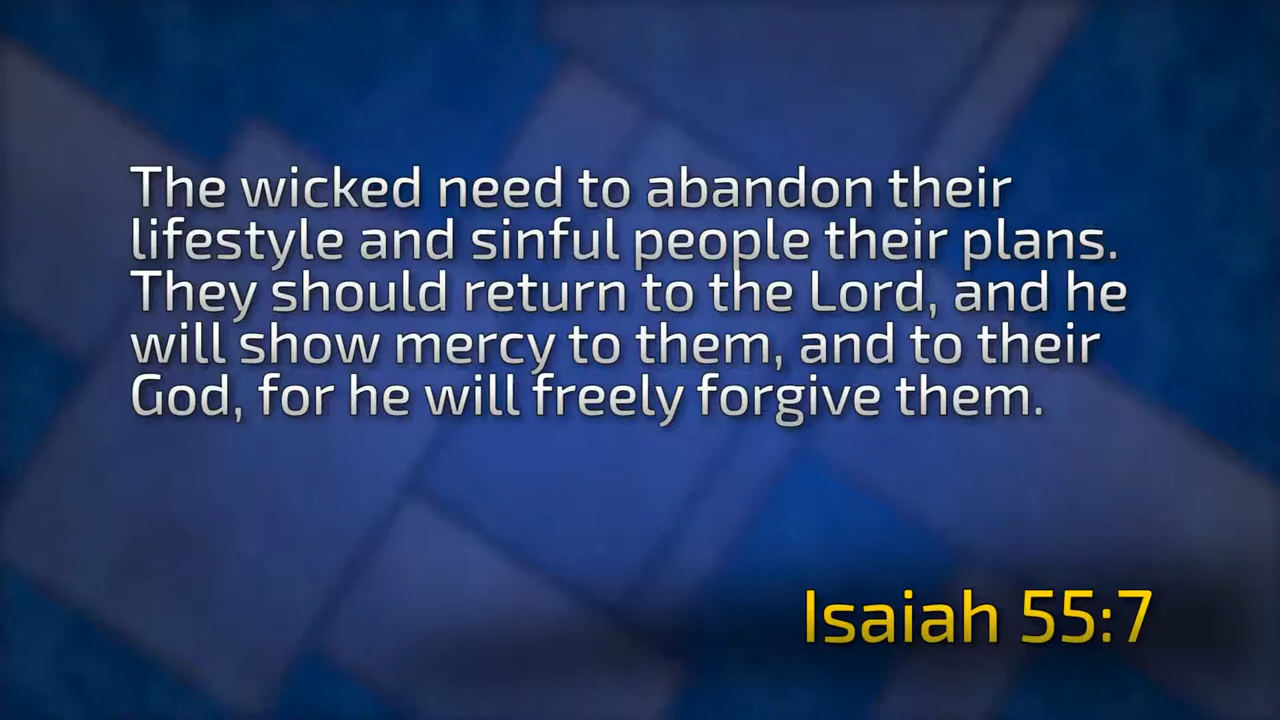 The wicked need to abandon their
lifestyle and sinful people their plans.
They should return to the Lord, and he
will show mercy to them, and to their
God, for he will freely forgive them.
Isaiah 55:7